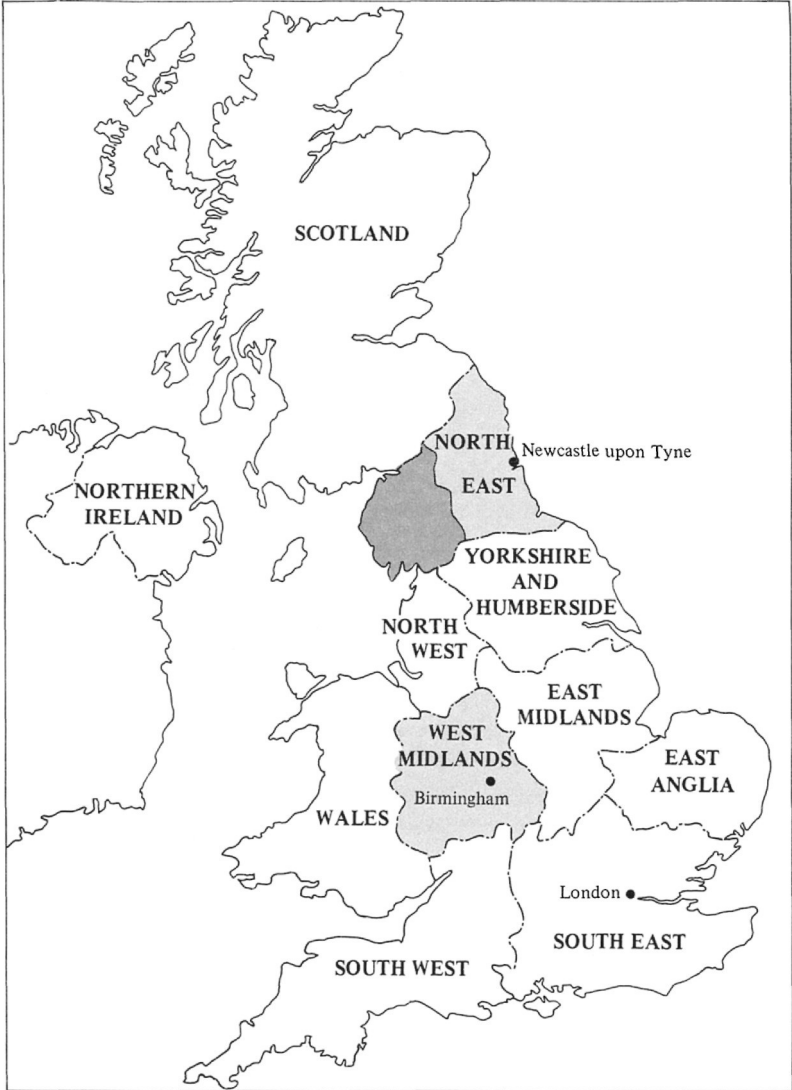 SCOTLAND
NORTH
Newcastle upon Tyne
EAST
NORTHERN
IRELAND
YORKSHIRE
AND
HUMBERSIDE
NORTH
WEST
EAST
MIDLANDS
WEST
MIDLANDS
EAST
ANGLIA
Birmingham
WALES
London
SOUTH EAST
SOUTH WEST